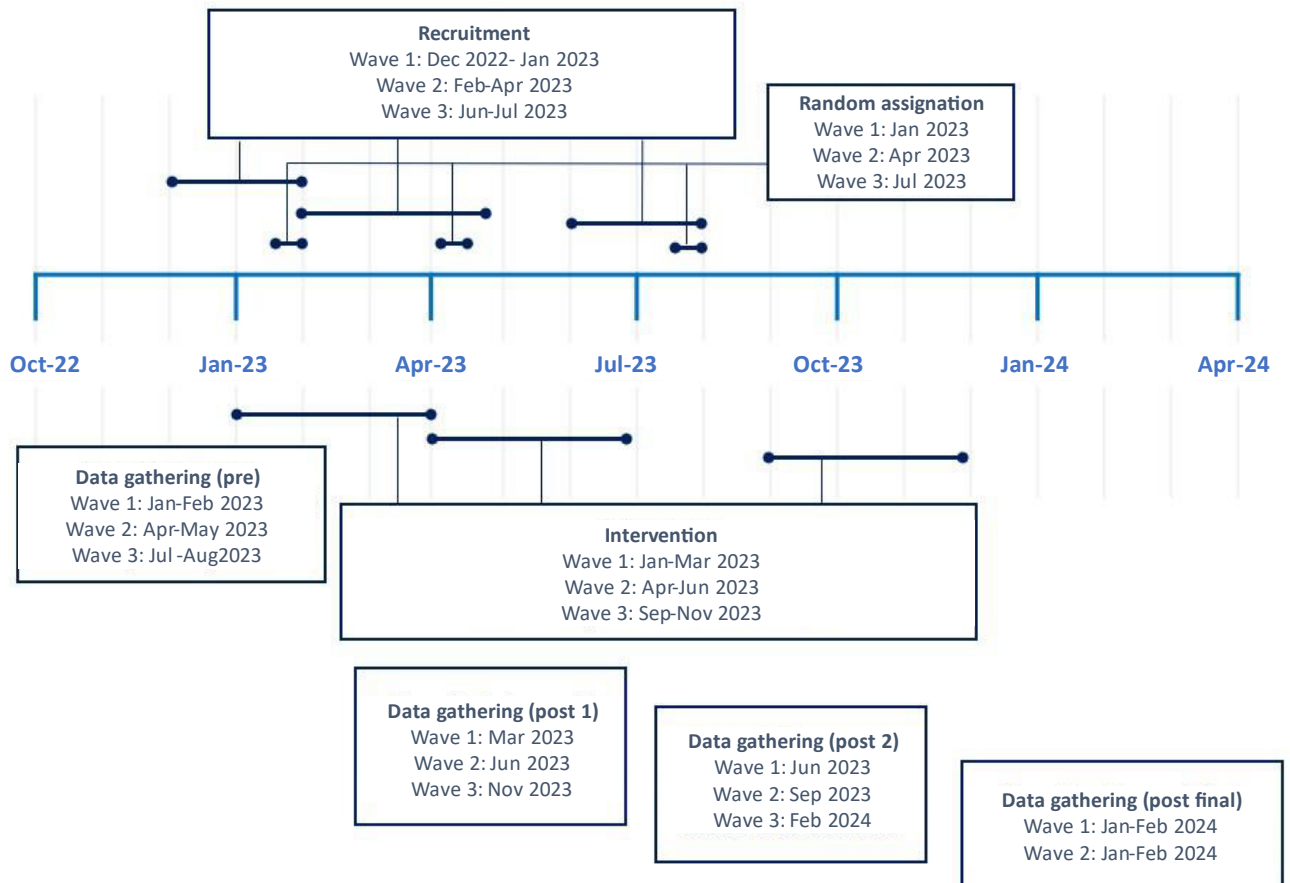 Recruitment
Wave 1: Dec 2022- Jan 2023
Wave 2: Feb-Apr 2023
Wave 3: Jun-Jul 2023
Random assignation
Wave 1: Jan 2023
Wave 2: Apr 2023
Wave 3: Jul 2023
Oct-22 Jan-23 Apr-23 Jul-23 Oct-23 Jan-24 Apr-24
Data gathering (pre)
Wave 1: Jan-Feb 2023
Wave 2: Apr-May 2023
Wave 3: Jul -Aug2023
Intervention
Wave 1: Jan-Mar 2023
Wave 2: Apr-Jun 2023
Wave 3: Sep-Nov 2023
Data gathering (post 1)
Wave 1: Mar 2023
Wave 2: Jun 2023
Wave 3: Nov 2023
Data gathering (post 2)
Wave 1: Jun 2023
Wave 2: Sep 2023
Wave 3: Feb 2024
Data gathering (post final)
Wave 1: Jan-Feb 2024
Wave 2: Jan-Feb 2024